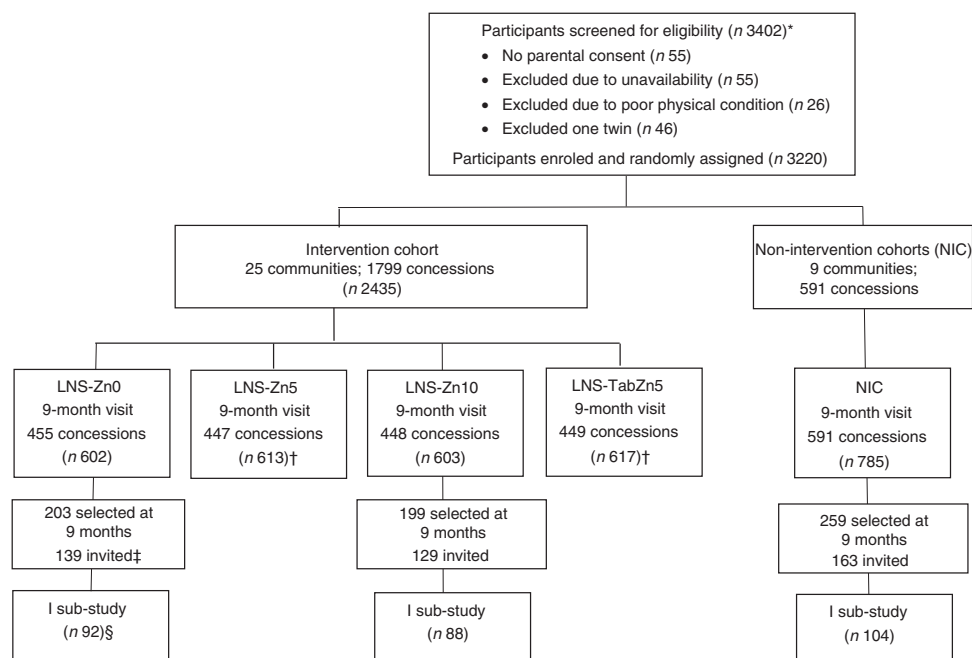 Participants screened for eligibility (n 3402)*
• No parental consent (n 55)
• Excluded due to unavailability (n 55)
• Excluded due to poor physical condition (n 26)
• Excluded one twin (n 46)
Participants enroled and randomly assigned (n 3220)
Intervention cohort
25 communities; 1799 concessions
(n 2435)
Non-intervention cohorts (NIC)
9 communities;
591 concessions
LNS-Zn0
9-month visit
455 concessions
(n 602)
LNS-Zn5
9-month visit
447 concessions
(n 613)†
LNS-Zn10
9-month visit
448 concessions
(n 603)
LNS-TabZn5
9-month visit
449 concessions
(n 617)†
NIC
9-month visit
591 concessions
(n 785)
203 selected at
9 months
139 invited‡
199 selected at
9 months
129 invited
259 selected at
9 months
163 invited
I sub-study
(n 92)§
I sub-study
(n 88)
I sub-study
(n 104)